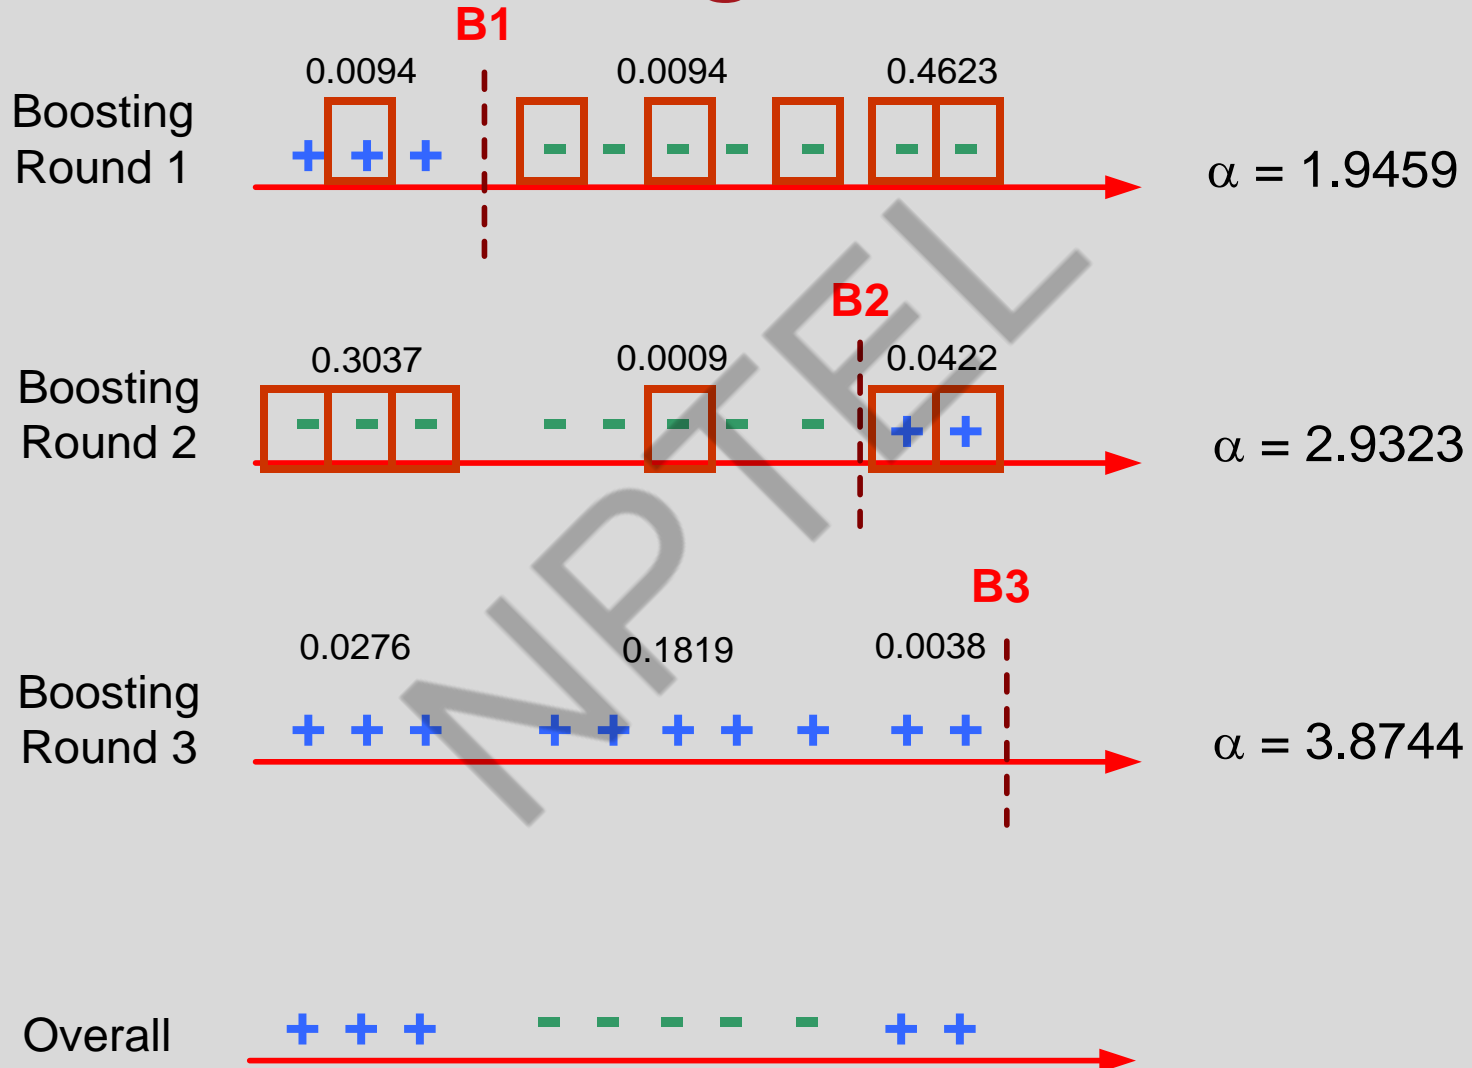 B1
0.0094 0.0094 0.4623
Boosting
Round 1
+ + + - - - - - - -
α = 1.9459
B2
0.3037 0.0009 0.0422
Boosting
Round 2
- - - - - - - - + +
α = 2.9323
B3
0.0276 0.1819 0.0038
Boosting
Round 3
+ + + + + + + + + +
α = 3.8744
Overall
+ + + - - - - - + +
NPTEL